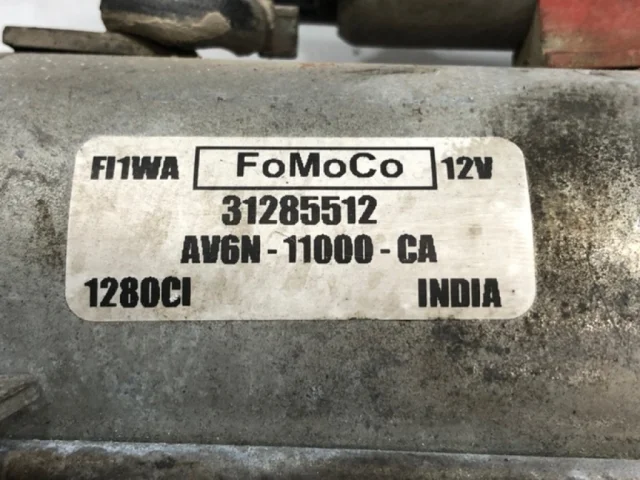 FI1WA FoMoCo 12V
31285512
AV6N - 11000 - CA
1280CI INDIA